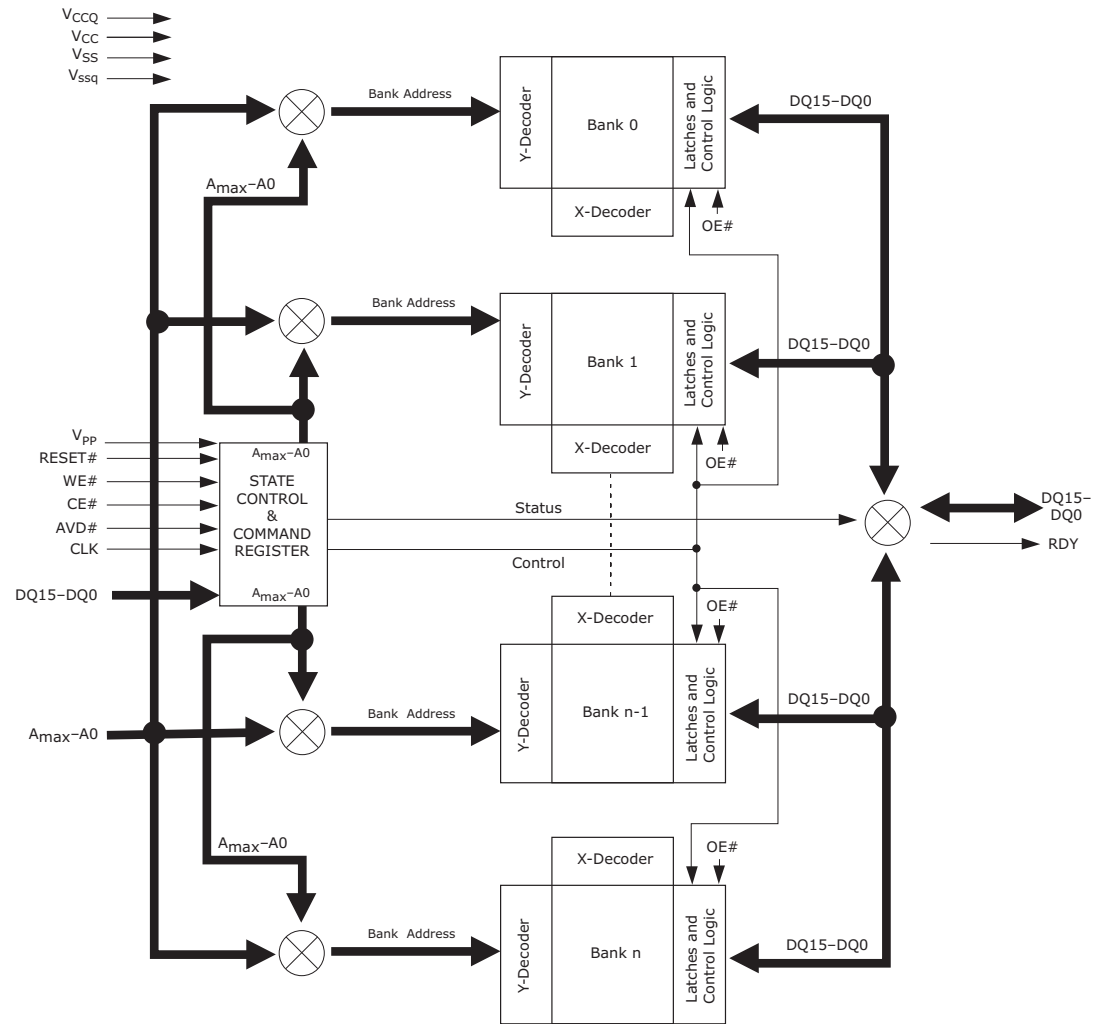 VCCQ
VCC
VSS
Vssq
Bank Address
Y-Decoder
Bank 0
Latches and
Control Logic
X-Decoder
OE#
DQ15–DQ0
Amax–A0
Bank Address
Y-Decoder
Bank 1
Latches and
Control Logic
X-Decoder
OE#
DQ15–DQ0
VPP
RESET#
WE#
CE#
AVD#
CLK
DQ15–DQ0
Amax–A0
STATE
CONTROL
&
COMMAND
REGISTER
Amax–A0
Status
Control
DQ15–
DQ0
RDY
X-Decoder
OE#
Amax–A0
Bank Address
Y-Decoder
Bank n-1
Latches and
Control Logic
DQ15–DQ0
Amax–A0
X-Decoder
OE#
Bank Address
Y-Decoder
Bank n
Latches and
Control Logic
DQ15–DQ0